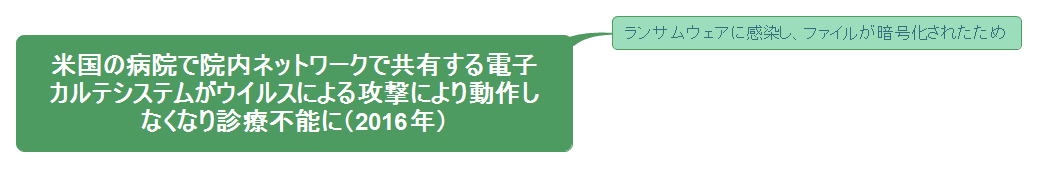 米国の病院で院内ネットワークで共有する電子
カルテシステムがウイルスによる攻撃により動作し
なくなり診療不能に（2016年）
ランサムウェアに感染し、ファイルが暗号化されたため